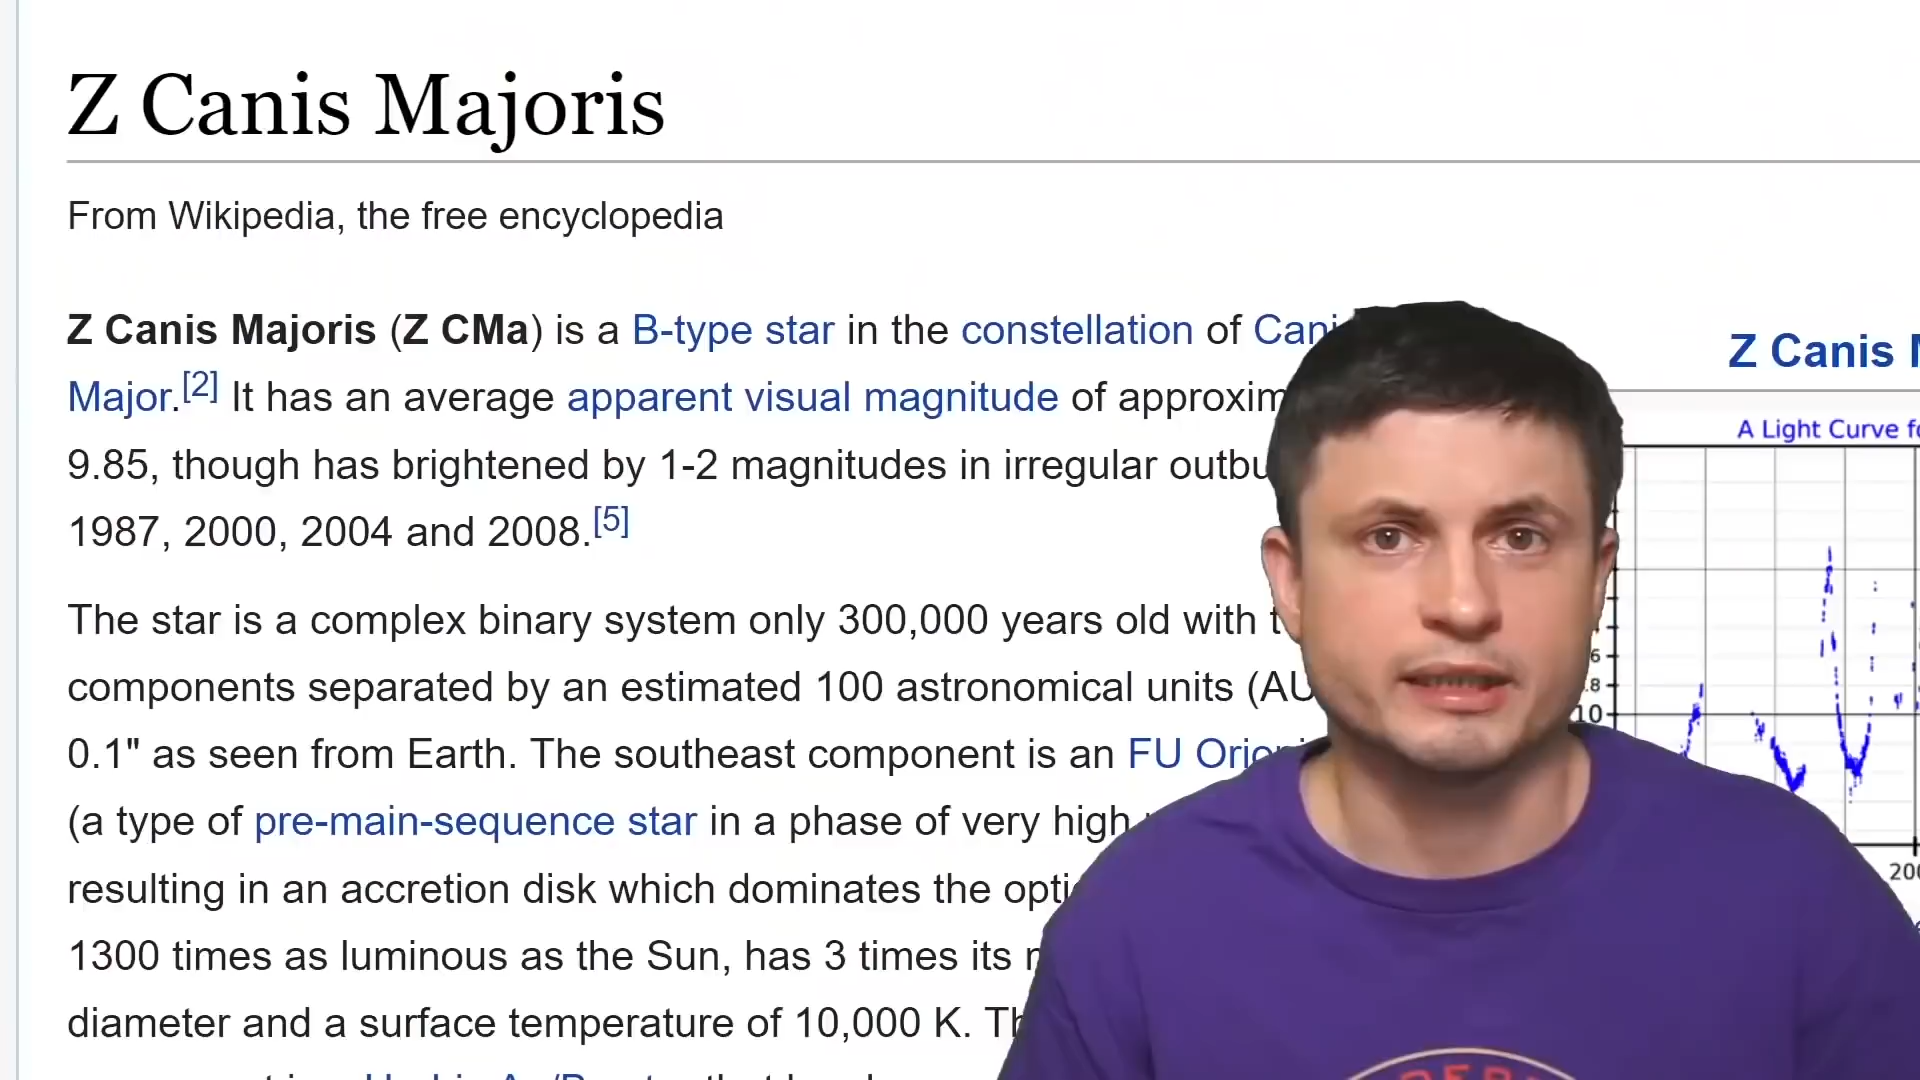 Z Canis Majoris
From Wikipedia, the free encyclopedia
Z Canis Majoris (Z CMa) is a B-type star in the constellation of
Major.[2] It has an average apparent visual magnitude of
9.85, though has brightened by 1-2 magnitudes in irregular
1987, 2000, 2004 and 2008.[5]
The star is a complex binary system only 300,000 years old with
components separated by an estimated 100 astronomical units (AU
0.1" as seen from Earth. The southeast component is an FU
(a type of pre-main-sequence star in a phase of very high
resulting in an accretion disk which dominates the
1300 times as luminous as the Sun, has 3 times its
diameter and a surface temperature of 10,000 K.
Z Canis
A Light Curve
6
.8
10